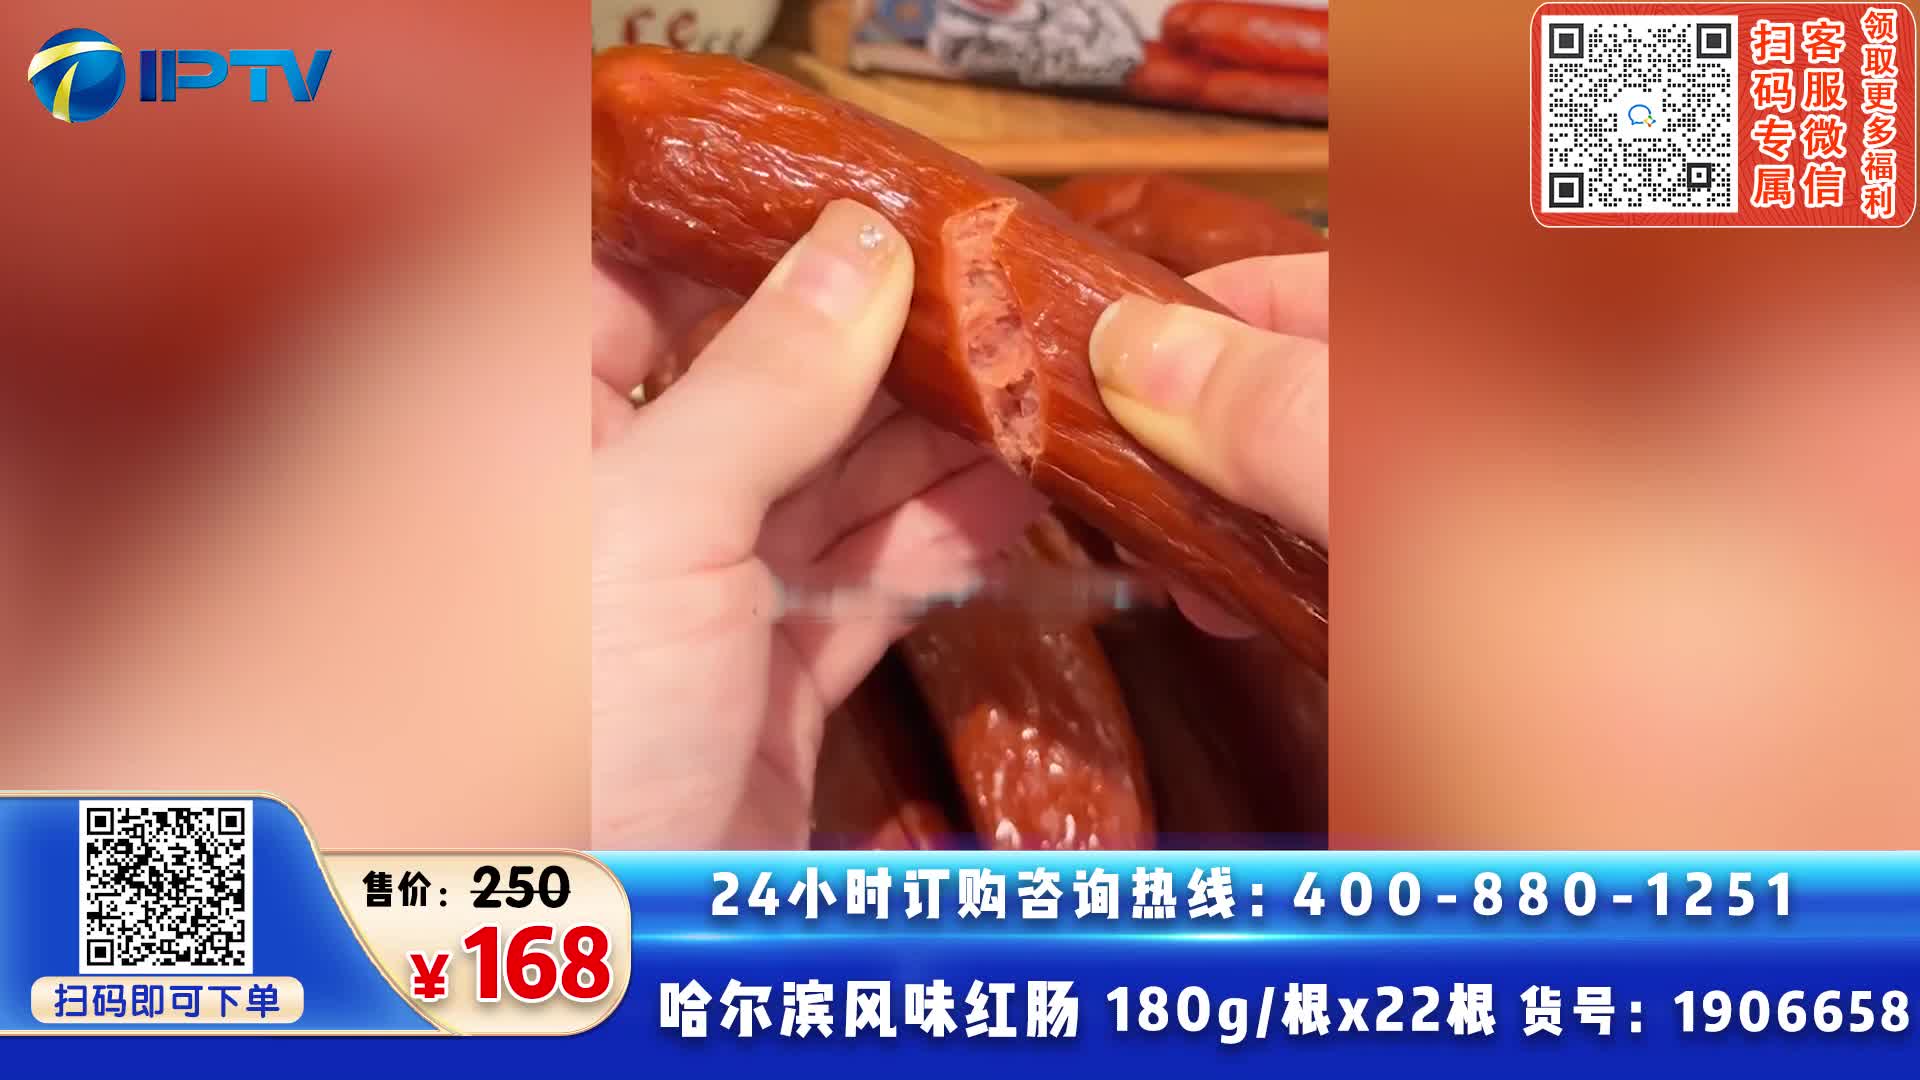 IPTV
扫码专属
客服微信
领取更多福利
售价：250
¥168
扫码即可下单
24小时订购咨询热线：400-880-1251
哈尔滨风味红肠 180g/根x22根 货号：1906658